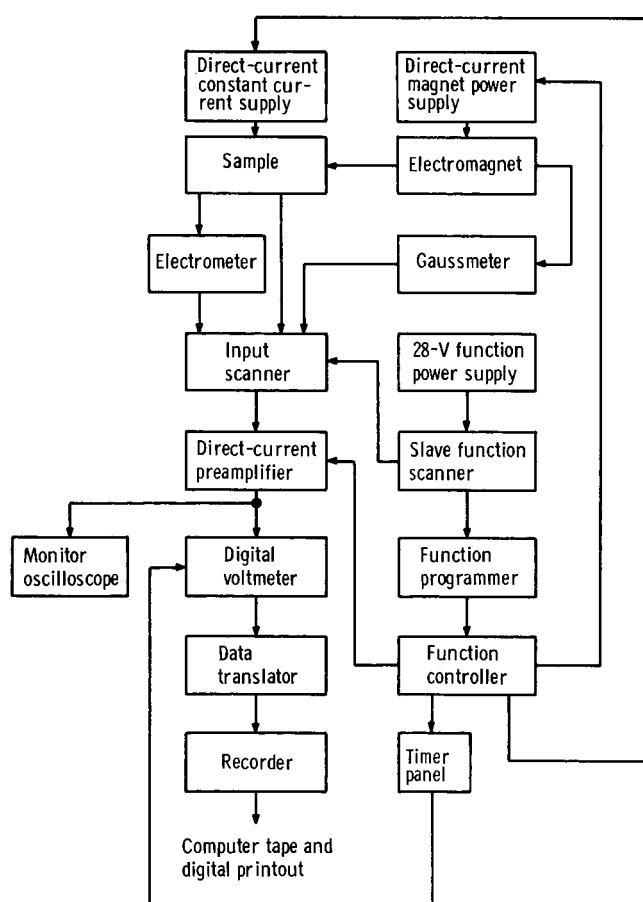 Direct-current
constant cur-
rent supply
Direct-current
magnet power
supply
Sample
Electromagnet
Electrometer
Gaussmeter
Input
scanner
28-V function
power supply
Direct-current
preamplifier
Slave function
scanner
Monitor
oscilloscope
Digital
voltmeter
Function
programmer
Data
translator
Function
controller
Recorder
Timer
panel
Computer tape and
digital printout